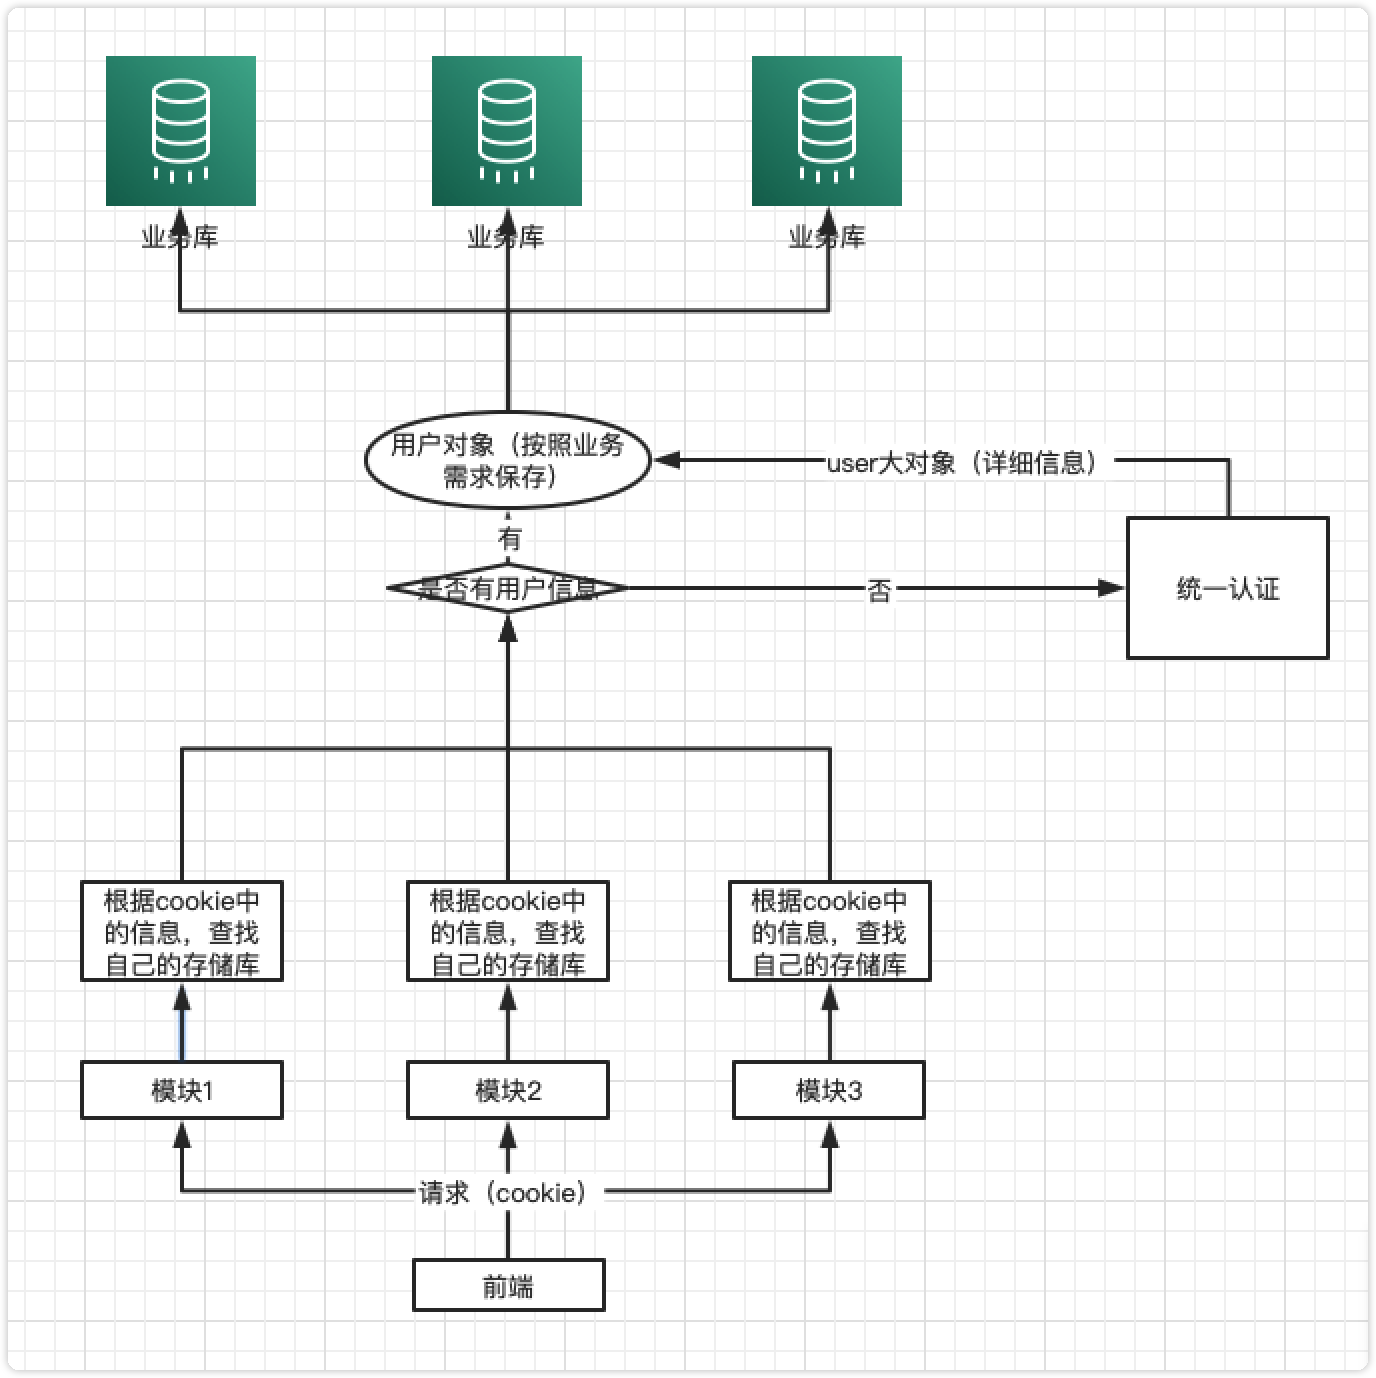 业务库
业务库
业务库
用户对象（按照业务
需求保存）
user大对象（详细信息）
有
是否有用户信息
否
统一认证
根据cookie中
的信息，查找
自己的存储库
根据cookie中
的信息，查找
自己的存储库
根据cookie中
的信息，查找
自己的存储库
模块1
模块2
模块3
请求（cookie）
前端